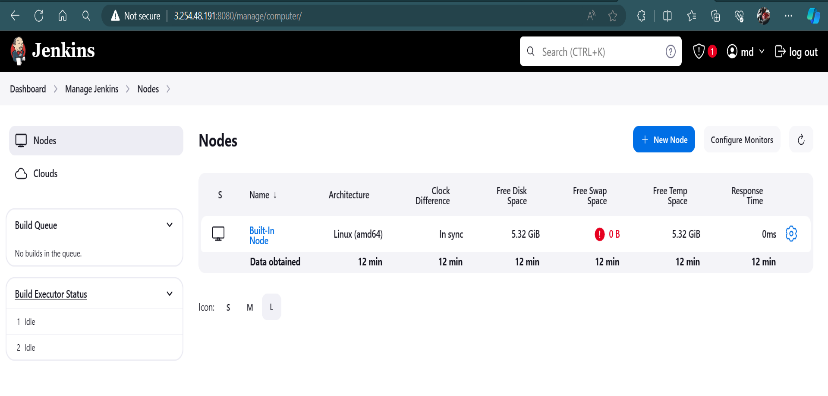 Not secure 3.254.48.191:8080/manage/computer/
Jenkins
Search (CTRL+K)
1
md
log out
Dashboard
Manage Jenkins
Nodes
Nodes
Clouds
Build Queue
No builds in the queue.
Build Executor Status
1 Idle
2 Idle
Nodes
+ New Node
Configure Monitors
S Name ↓ Architecture Clock Difference Free Disk Space Free Swap Space Free Temp Space Response Time
Built-In Node Linux (amd64) In sync 5.32 GiB 0 B 5.32 GiB 0ms
Data obtained 12 min 12 min 12 min 12 min 12 min 12 min
Icon: S M L